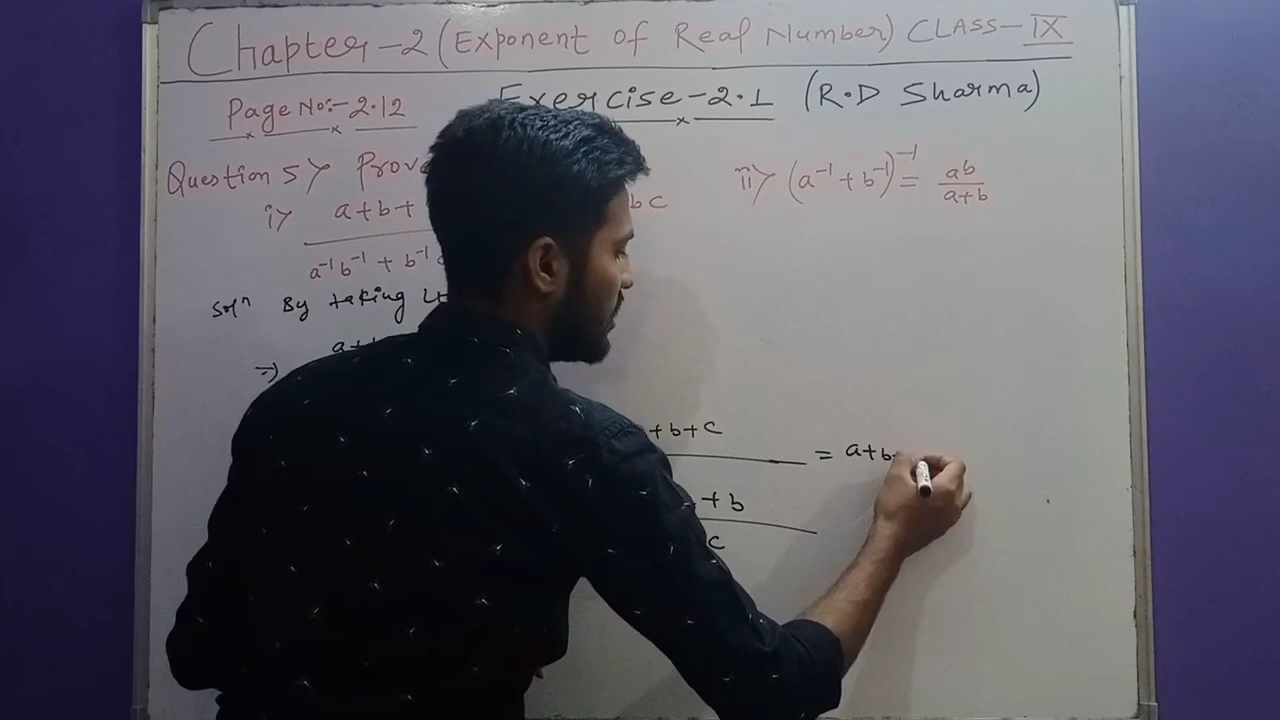 Chapter-2 (Exponent of Real Number) CLASS-IX
Page No:- 2.12
Exercise-2.1 (R.D Sharma)
Question 5> Prove
i> a+b+
bc
a⁻¹b⁻¹ + b⁻¹
ii> (a⁻¹+b⁻¹)⁻¹ = ab/a+b
Solⁿ By taking
=)
+b+c
+b
c
= a+b